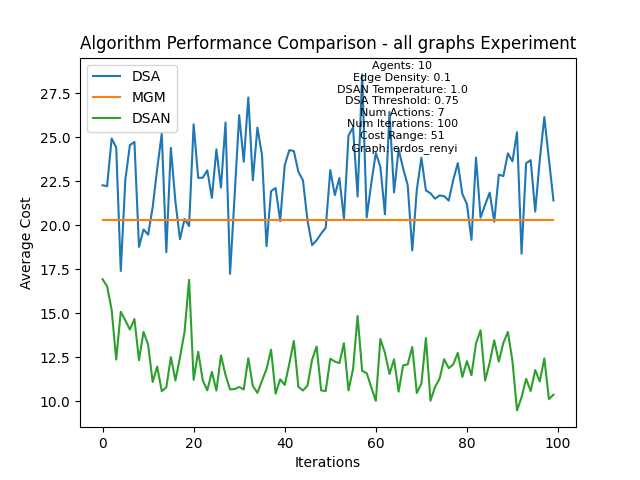 Algorithm Performance Comparison - all graphs Experiment
DSA
MGM
DSAN
Agents: 10
Edge Density: 0.1
DSAN Temperature: 1.0
DSA Threshold: 0.75
Num Actions: 7
Num Iterations: 100
Cost Range: 51
Graph: erdos_renyi
Average Cost
27.5
25.0
22.5
20.0
17.5
15.0
12.5
10.0
0 20 40 60 80 100
Iterations